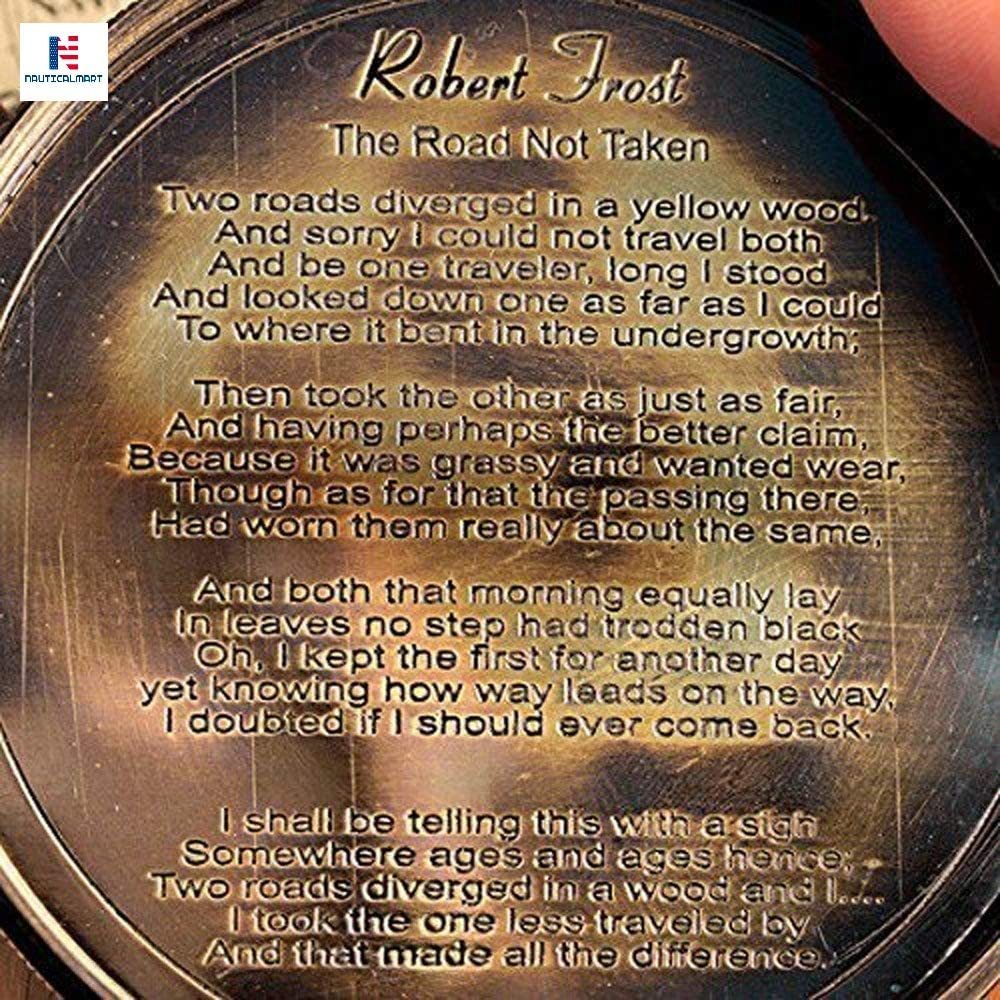 NAUTICALMART
Robert Frost
The Road Not Taken
Two roads diverged in a yellow wood.
And sorry I could not travel both
And be one traveler, long I stood
And looked down one as far as I could
To where it bent in the undergrowth;
Then took the other as just as fair,
And having perhaps the better claim,
Because it was grassy and wanted wear,
Though as for that the passing there,
Had worn them really about the same,
And both that morning equally lay
In leaves no step had trodden black
Oh, I kept the first for another day
yet knowing how way leads on the way,
I doubted if I should ever come back.
I shall be telling this with a sigh
Somewhere ages and ages hence;
Two roads diverged in a wood and I....
I took the one less traveled by
And that made all the difference.